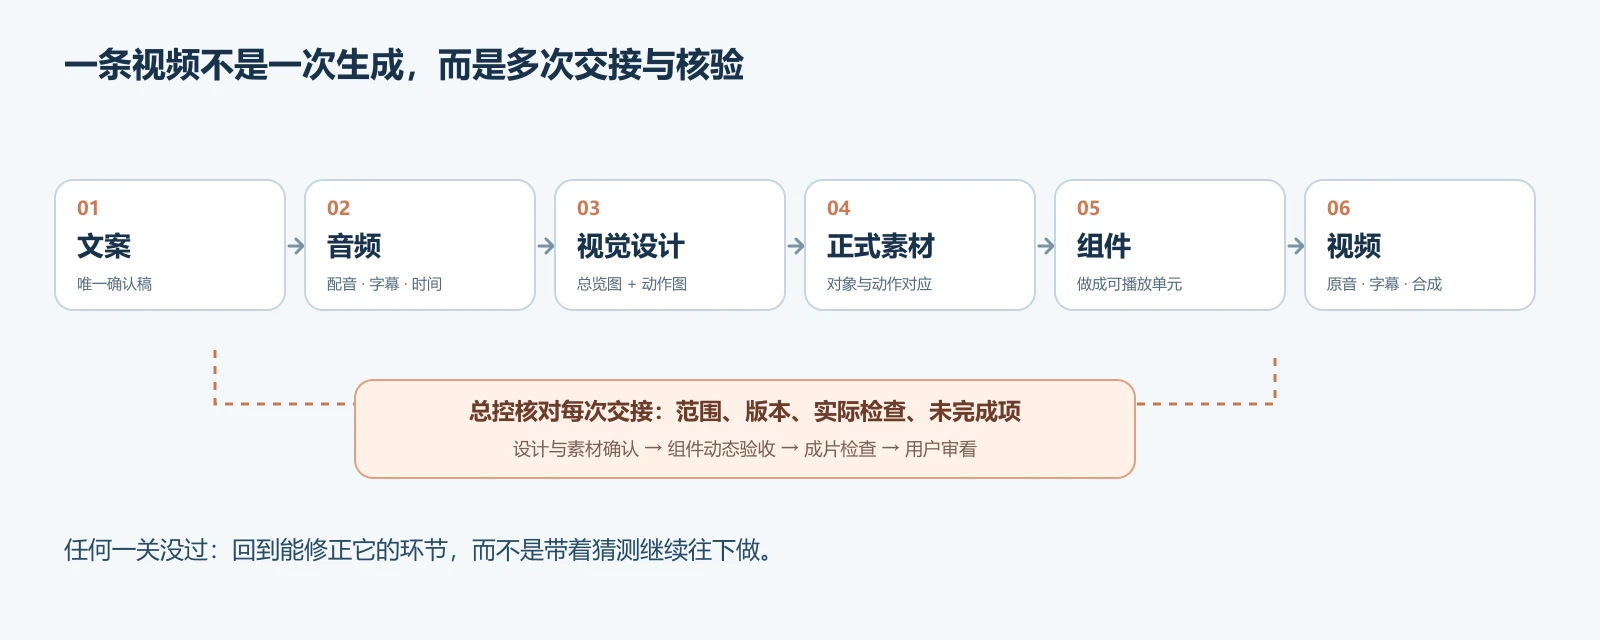 一条视频不是一次生成，而是多次交接与核验
01
文案
唯一确认稿
02
音频
配音 · 字幕 · 时间
03
视觉设计
总览图 + 动作图
04
正式素材
对象与动作对应
05
组件
做成可播放单元
06
视频
原音 · 字幕 · 合成
总控核对每次交接：范围、版本、实际检查、未完成项
设计与素材确认 → 组件动态验收 → 成片检查 → 用户审看
任何一关没过：回到能修正它的环节，而不是带着猜测继续往下做。